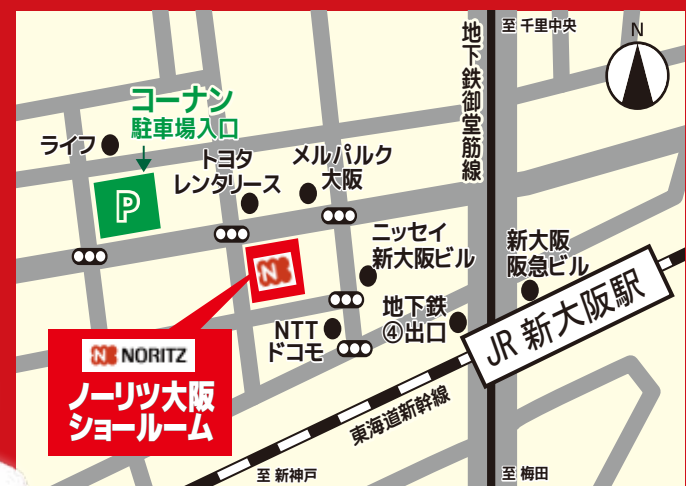 至 千里中央
N
地下鉄御堂筋線
コーナン
駐車場入口
ライフ
P
トヨタ
レンタリース
メルパルク
大阪
ニッセイ
新大阪ビル
新大阪
阪急ビル
N
地下鉄
④出口
NTT
ドコモ
JR 新大阪駅
N NORITZ
ノーリツ大阪
ショールーム
東海道新幹線
至 新神戸
至 梅田